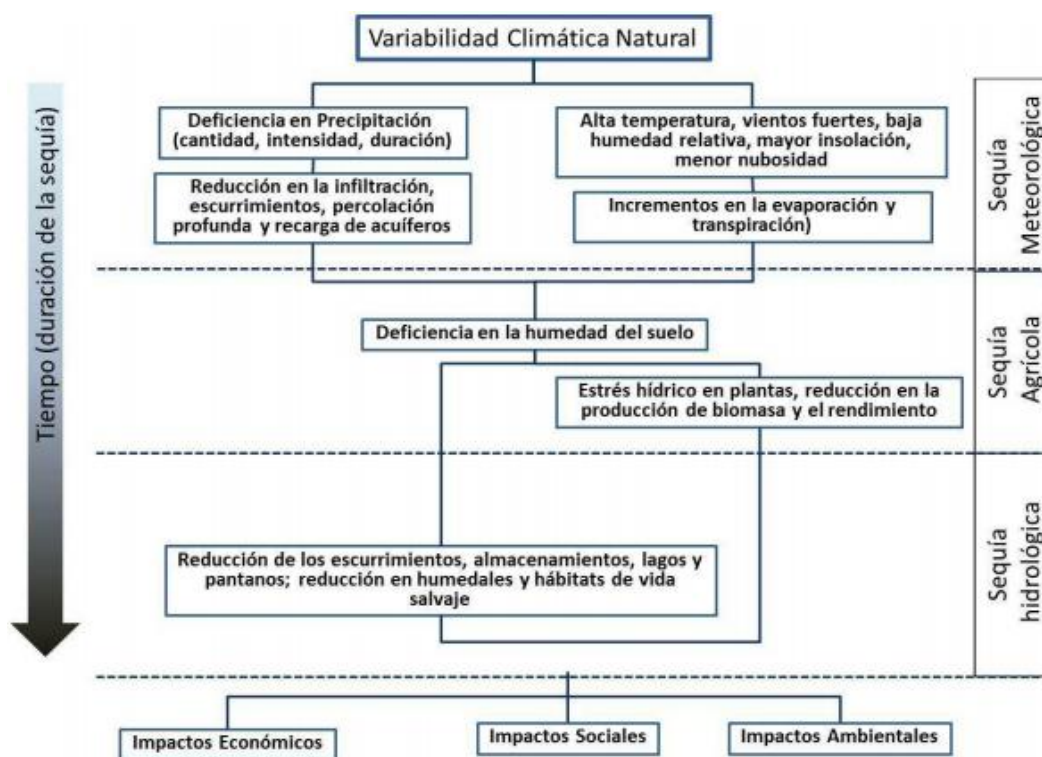 Variabilidad Climática Natural
Deficiencia en Precipitación
(cantidad, intensidad, duración)
Alta temperatura, vientos fuertes, baja
humedad relativa, mayor insolación,
menor nubosidad
Reducción en la infiltración,
escurrimientos, percolación
profunda y recarga de acuíferos
Incrementos en la evaporación y
transpiración)
Sequía
Meteorológica
Tiempo (duración de la sequía)
Deficiencia en la humedad del suelo
Estrés hídrico en plantas, reducción en la
producción de biomasa y el rendimiento
Sequía
Agrícola
Reducción de los escurrimientos, almacenamientos, lagos y
pantanos; reducción en humedales y hábitats de vida
salvaje
Sequía
hidrológica
Impactos Económicos
Impactos Sociales
Impactos Ambientales